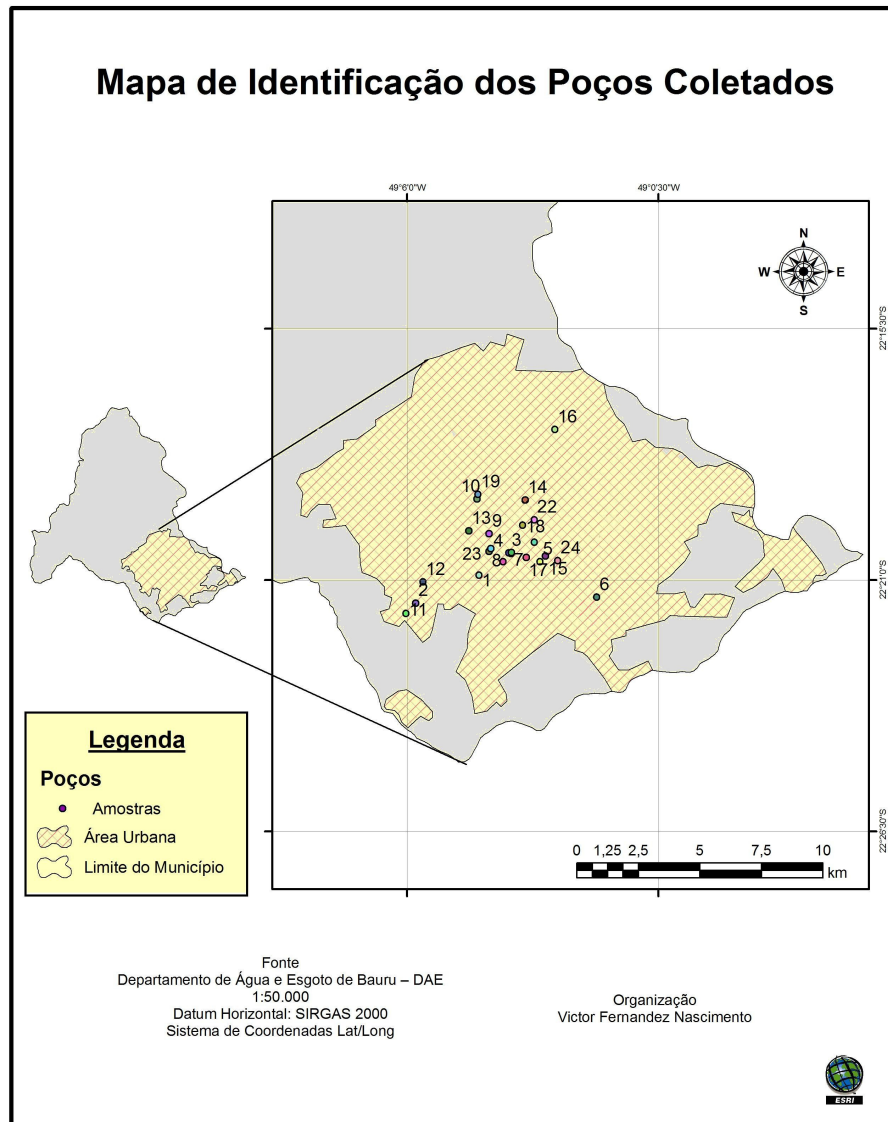 Mapa de Identificação dos Poços Coletados
49°6'0"W
49°0'30"W
N
W
E
S
22°15'30"S
16
19
10
14
22
13
9
18
4
3
23
8
7
5
24
17
15
12
1
2
6
11
22°21'0"S
22°26'30"S
0 1,25 2,5 5 7,5 10
km
Legenda
Poços
Amostras
Área Urbana
Limite do Município
Fonte
Departamento de Água e Esgoto de Bauru – DAE
1:50.000
Datum Horizontal: SIRGAS 2000
Sistema de Coordenadas Lat/Long
Organização
Victor Fernandez Nascimento
ESRI